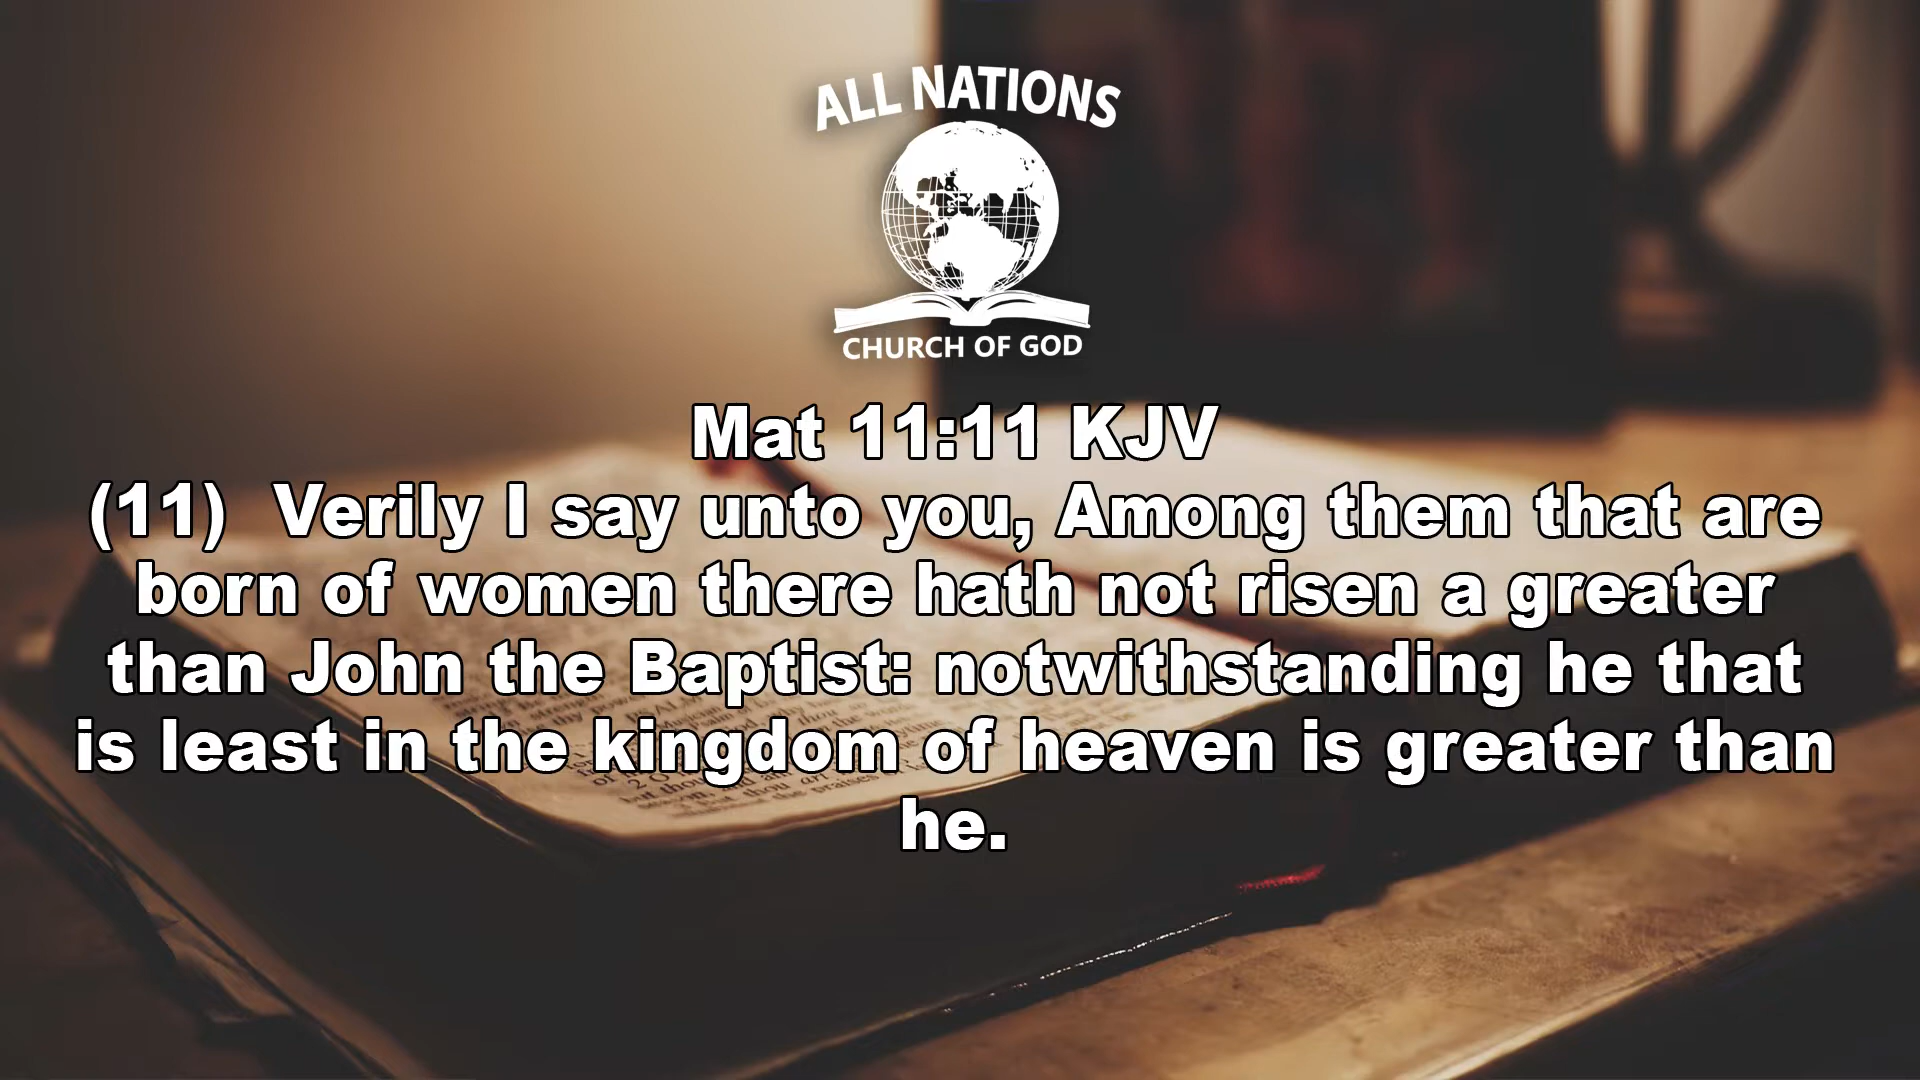 ALL NATIONS
CHURCH OF GOD
Mat 11:11 KJV
(11)  Verily I say unto you, Among them that are
born of women there hath not risen a greater
than John the Baptist: notwithstanding he that
is least in the kingdom of heaven is greater than
he.